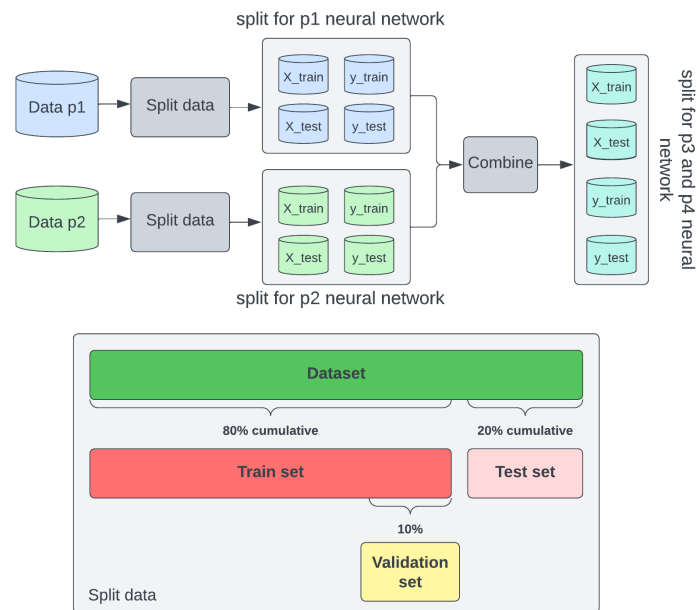 split for p1 neural network
Data p1
Split data
X_train
y_train
X_test
y_test
Data p2
Split data
X_train
y_train
X_test
y_test
split for p2 neural network
Combine
X_train
X_test
y_train
y_test
split for p3 and p4 neural
network
Dataset
80% cumulative
20% cumulative
Train set
Test set
10%
Validation
set
Split data